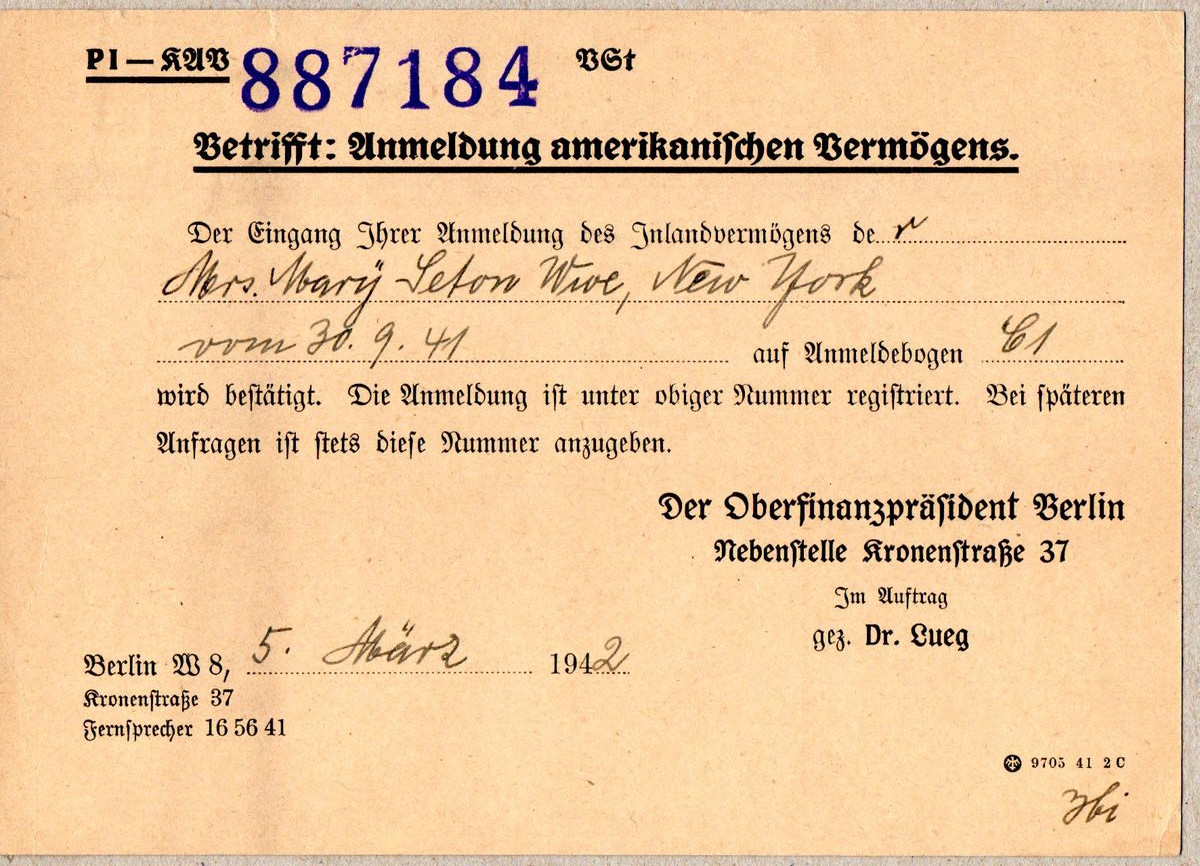 PI — KAV 887184 VSt
Betrifft: Anmeldung amerikanischen Vermögens.
Der Eingang Ihrer Anmeldung des Inlandvermögens de r
Mrs. Mary Seton, New York
vom 30. 9. 41 auf Anmeldebogen C1
wird bestätigt. Die Anmeldung ist unter obiger Nummer registriert. Bei späteren
Anfragen ist stets diese Nummer anzugeben.
Der Oberfinanzpräsident Berlin
Nebenstelle Kronenstraße 37
Im Auftrag
gez. Dr. Lueg
Berlin W 8, 5. März 1942
Kronenstraße 37
Fernsprecher 16 56 41
9705 41 2 C